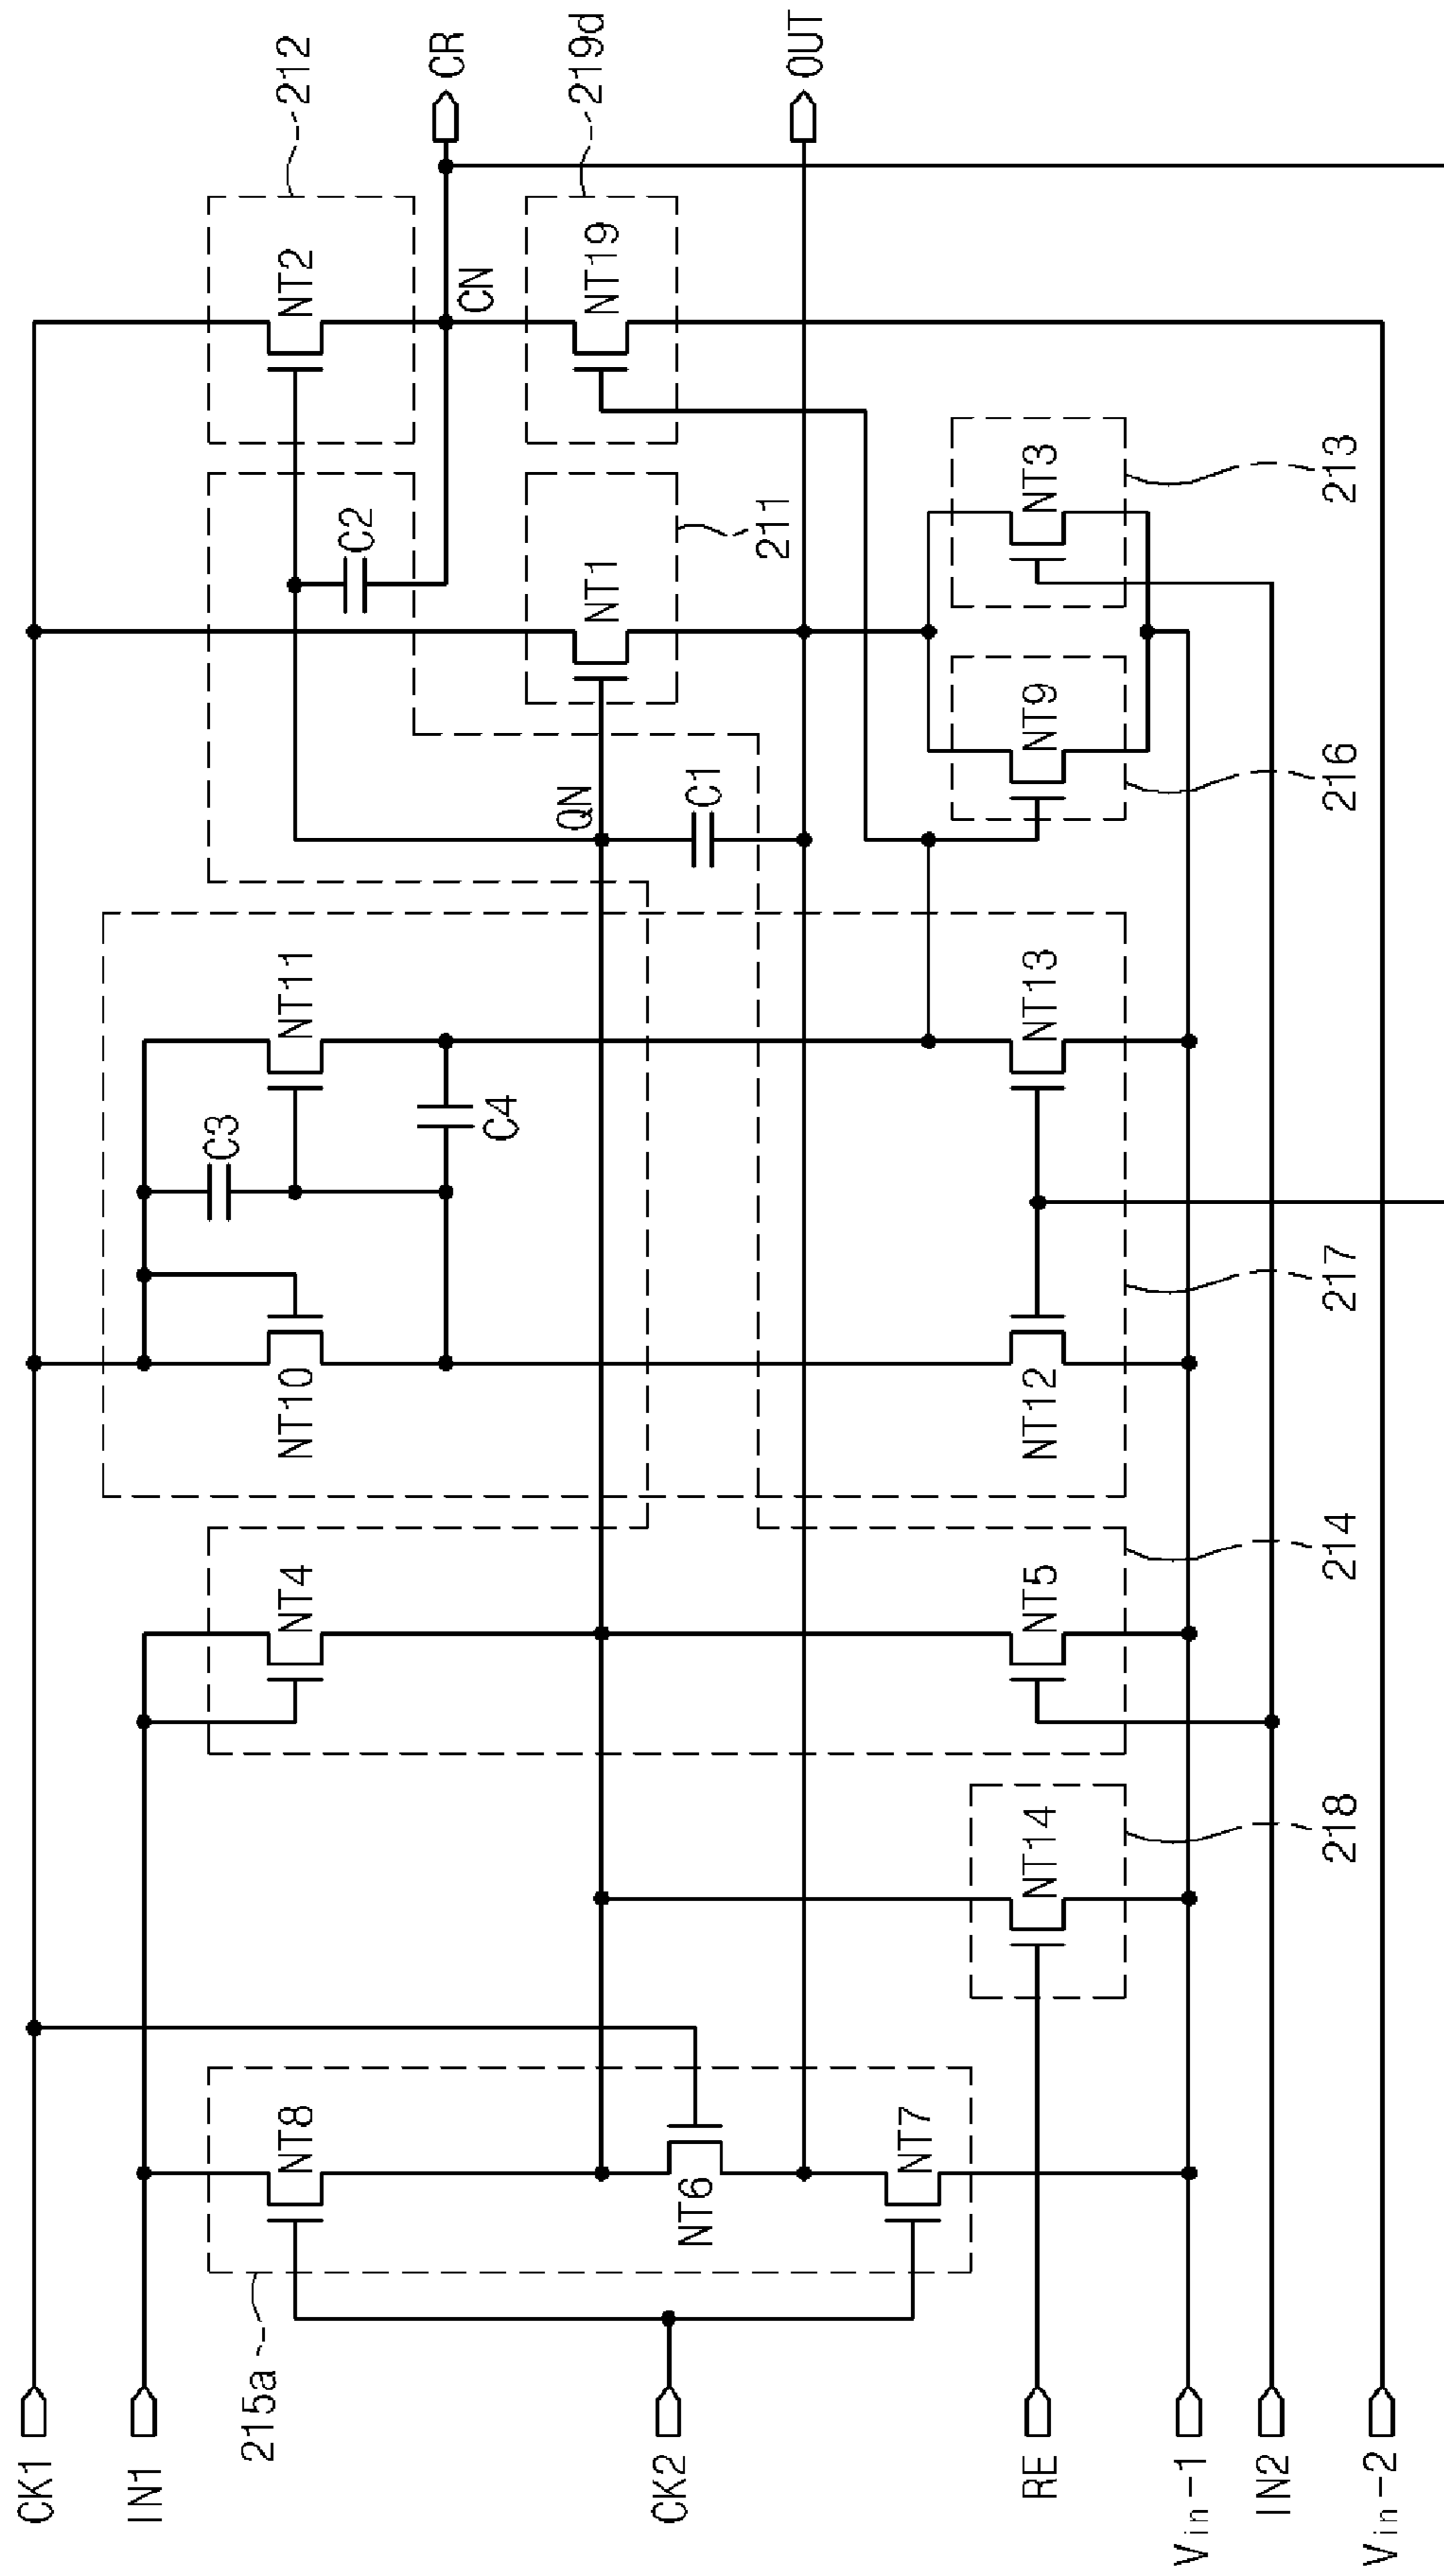 CK1
IN1
215a
CK2
RE
Vin-1
IN2
Vin-2
NT8
NT6
NT7
NT14
218
NT4
NT5
214
NT10
C3
NT11
C4
NT12
NT13
217
QN
C1
C2
NT1
211
NT9
216
NT3
213
NT2
212
CN
NT19
219d
CR
OUT